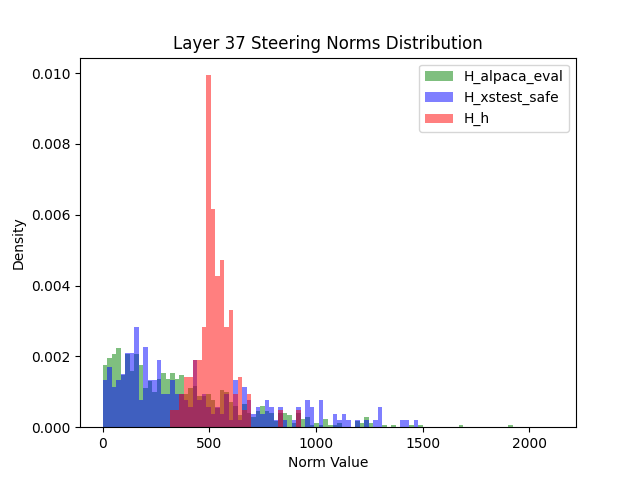 Layer 37 Steering Norms Distribution
H_alpaca_eval
H_xstest_safe
H_h
0.010
0.008
0.006
0.004
0.002
0.000
Density
0
500
1000
1500
2000
Norm Value